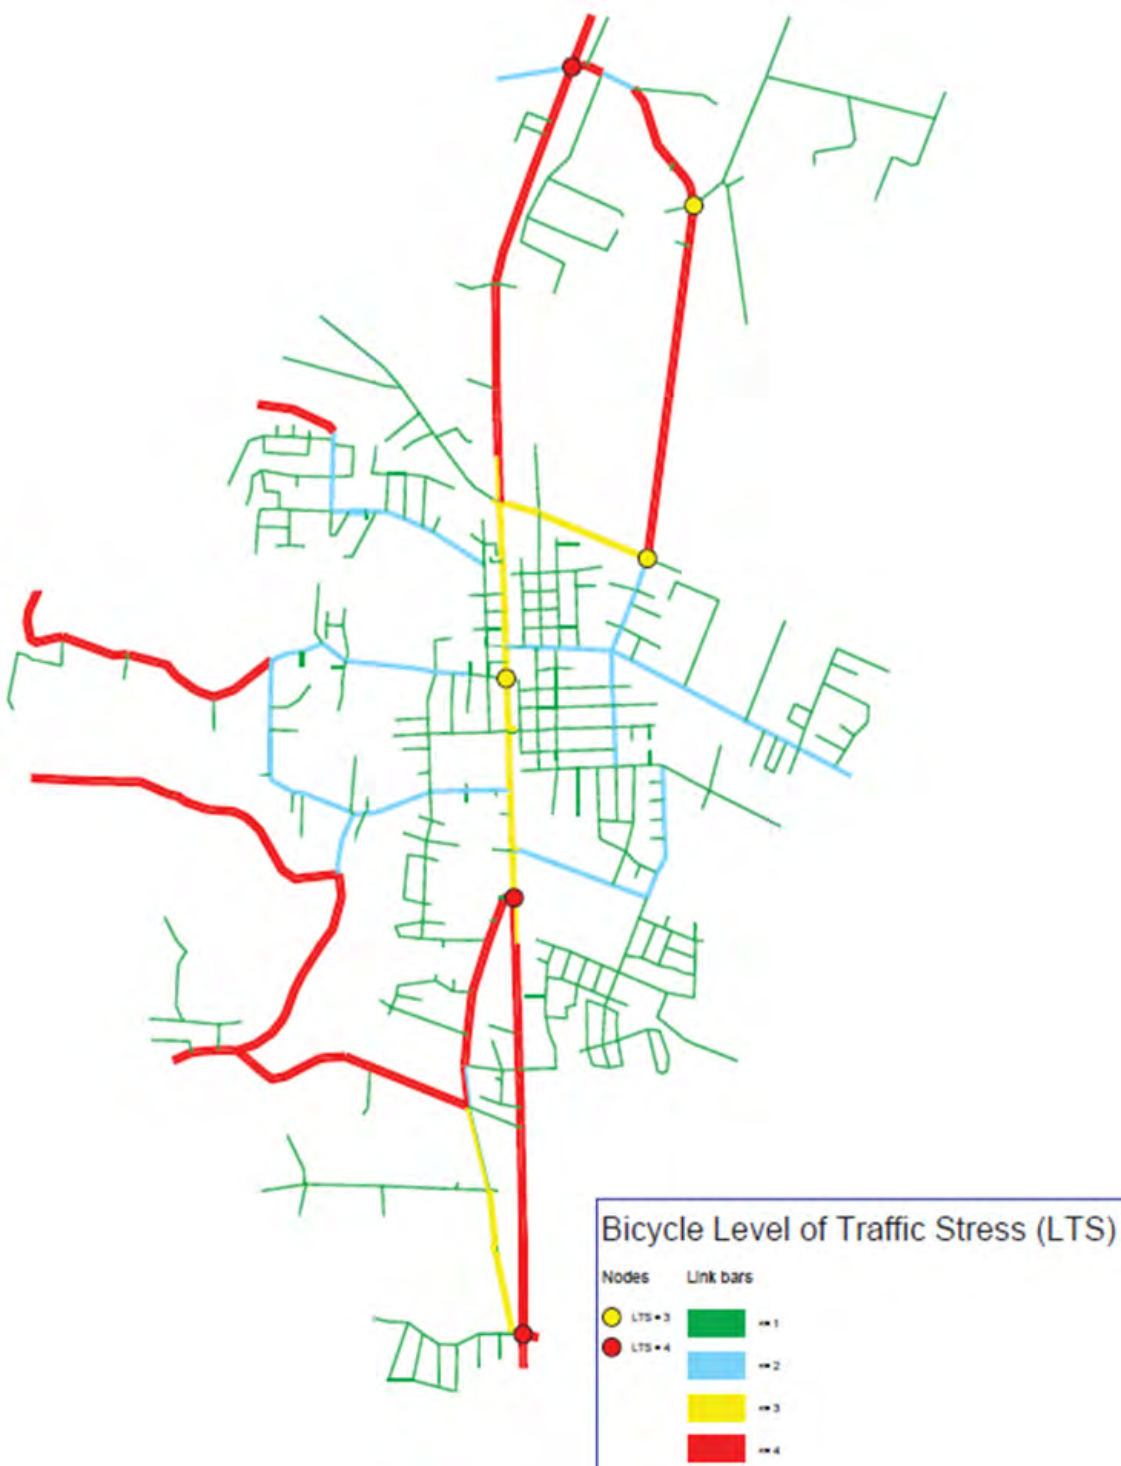 Bicycle Level of Traffic Stress (LTS)
Nodes Link bars
LTS = 3 <= 1
LTS = 4 <= 2
<= 3
<= 4